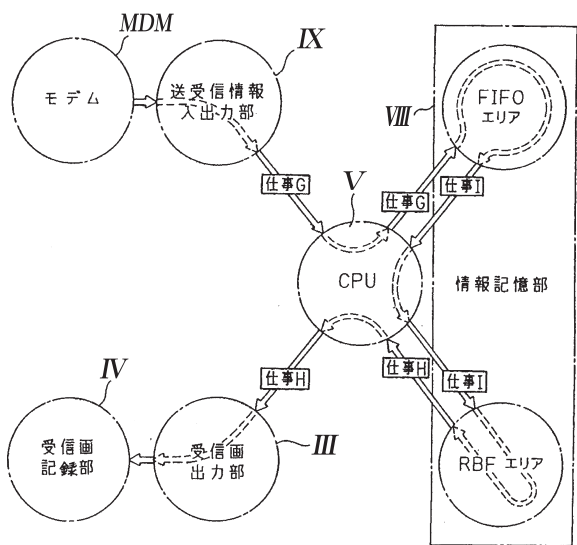 MDM
モデム
IX
送受信情報
入出力部
VIII
FIFO
エリア
仕事G
仕事G
仕事I
V
CPU
情報記憶部
仕事H
仕事H
仕事I
IV
受信画
記録部
受信画
出力部
III
RBF エリア